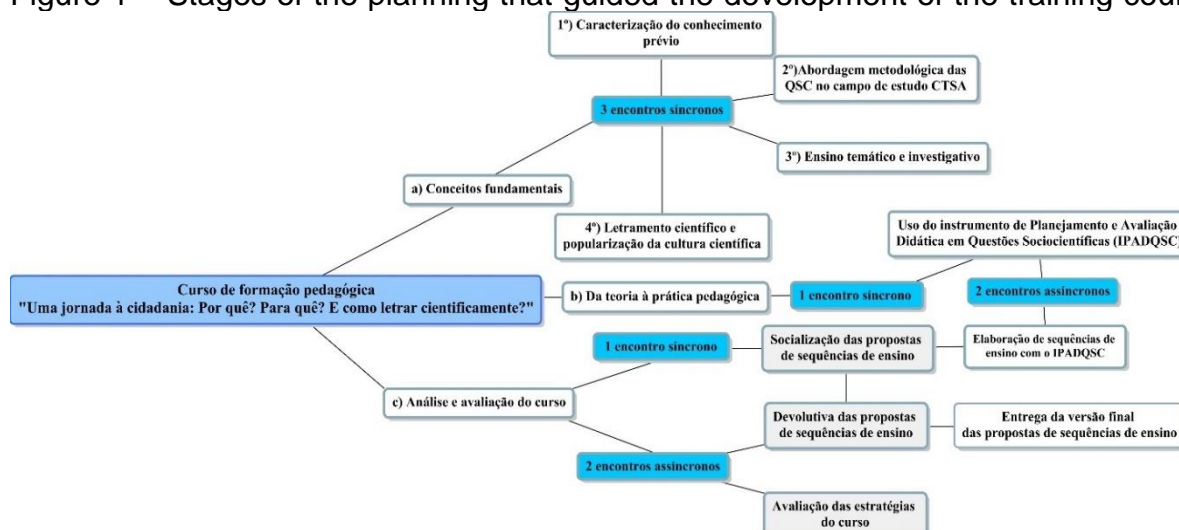 Figure 1 – Stages of the planning that guided the development of the training cour
1º) Caracterização do conhecimento
prévio
2º)Abordagem metodológica das
QSC no campo de estudo CTSA
3 encontros síncronos
3º) Ensino temático e investigativo
a) Conceitos fundamentais
4º) Letramento científico e
popularização da cultura científica
Uso do instrumento de Planejamento e Avaliação
Didática em Questões Sociocientíficas (IPADQSC)
Curso de formação pedagógica
"Uma jornada à cidadania: Por quê? Para quê? E como letrar cientificamente?"
b) Da teoria à prática pedagógica
1 encontro síncrono
2 encontros assíncronos
1 encontro síncrono
Socialização das propostas
de sequências de ensino
Elaboração de sequências de
ensino com o IPADQSC
c) Análise e avaliação do curso
Devolutiva das propostas
de sequências de ensino
Entrega da versão final
das propostas de sequências de ensino
2 encontros assíncronos
Avaliação das estratégias
do curso